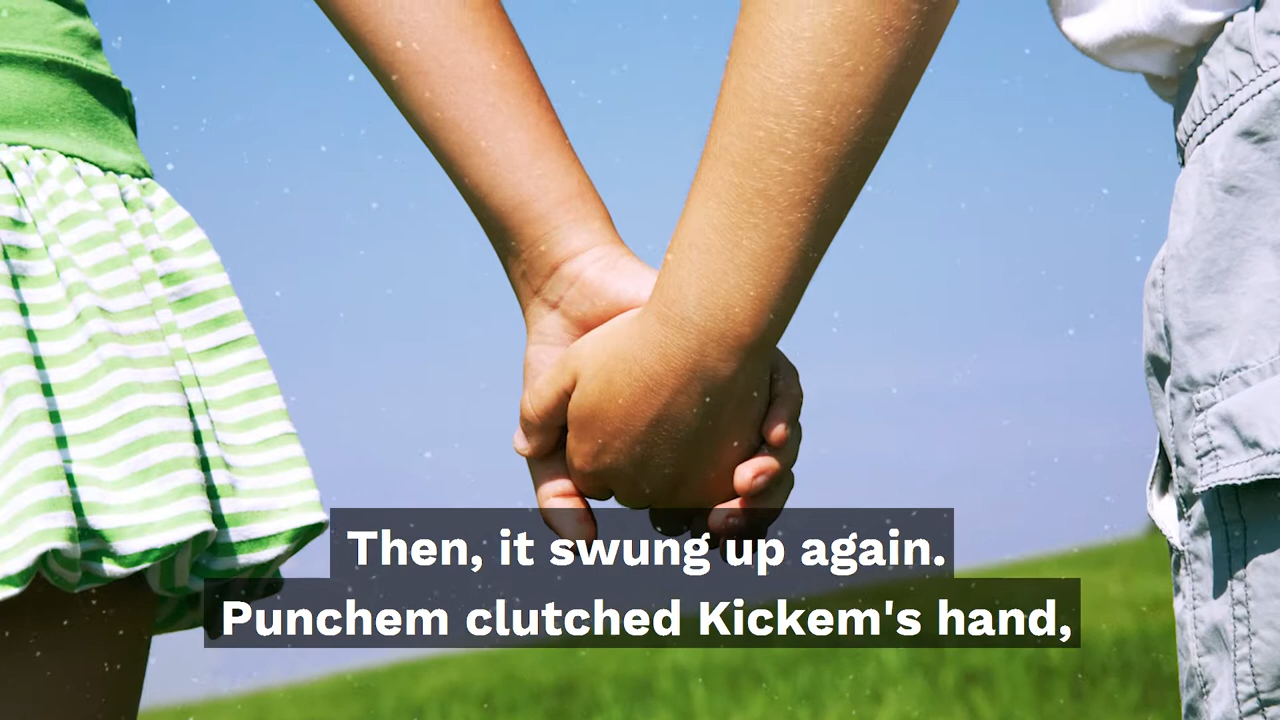 Then, it swung up again.
Punchem clutched Kickem's hand,